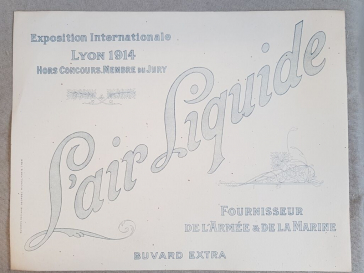 Exposition Internationale
LYON 1914
HORS CONCOURS. MEMBRE DU JURY
L'air Liquide
FOURNISSEUR
DE L'ARMÉE & DE LA MARINE
BUVARD EXTRA